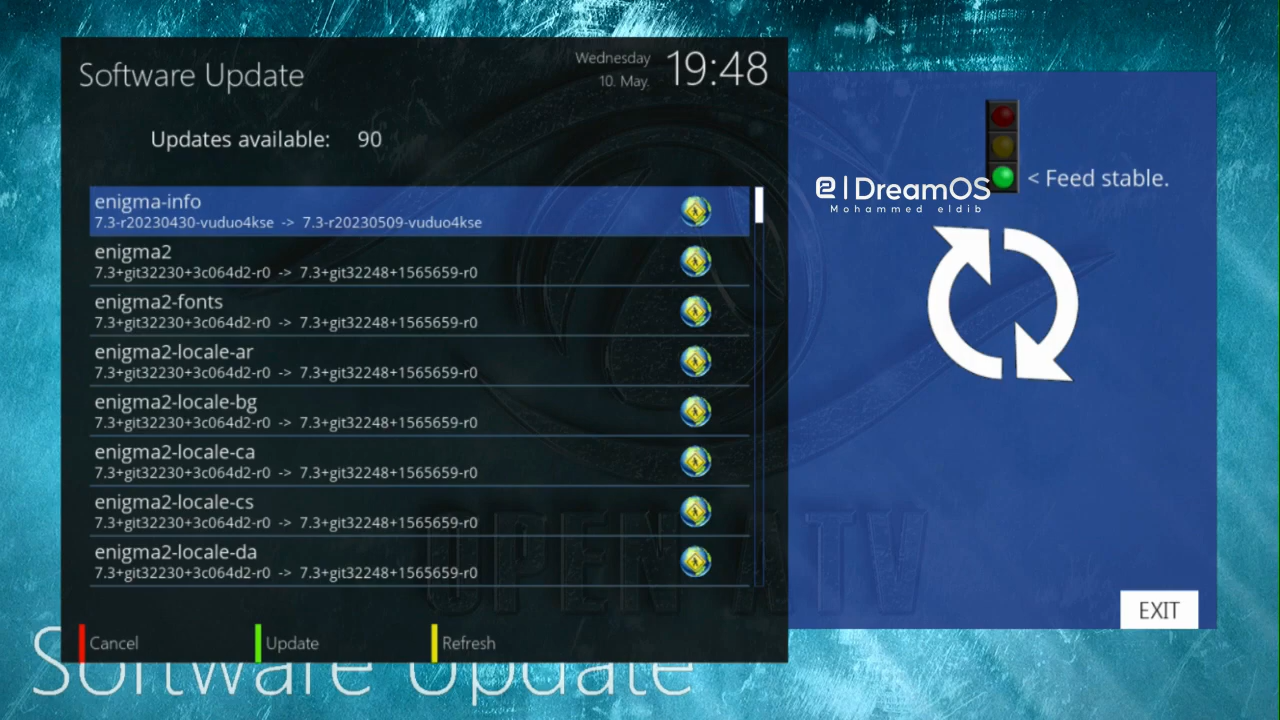 Software Update
Wednesday
10. May.
19:48
Updates available: 90
enigma-info
7.3-r20230430-vuduo4kse -> 7.3-r20230509-vuduo4kse
enigma2
7.3+git32230+3c064d2-r0 -> 7.3+git32248+1565659-r0
enigma2-fonts
7.3+git32230+3c064d2-r0 -> 7.3+git32248+1565659-r0
enigma2-locale-ar
7.3+git32230+3c064d2-r0 -> 7.3+git32248+1565659-r0
enigma2-locale-bg
7.3+git32230+3c064d2-r0 -> 7.3+git32248+1565659-r0
enigma2-locale-ca
7.3+git32230+3c064d2-r0 -> 7.3+git32248+1565659-r0
enigma2-locale-cs
7.3+git32230+3c064d2-r0 -> 7.3+git32248+1565659-r0
enigma2-locale-da
7.3+git32230+3c064d2-r0 -> 7.3+git32248+1565659-r0
OPEN ATV
Cancel
Update
Refresh
< Feed stable.
DreamOS
Mohammed eldib
EXIT
Software Update